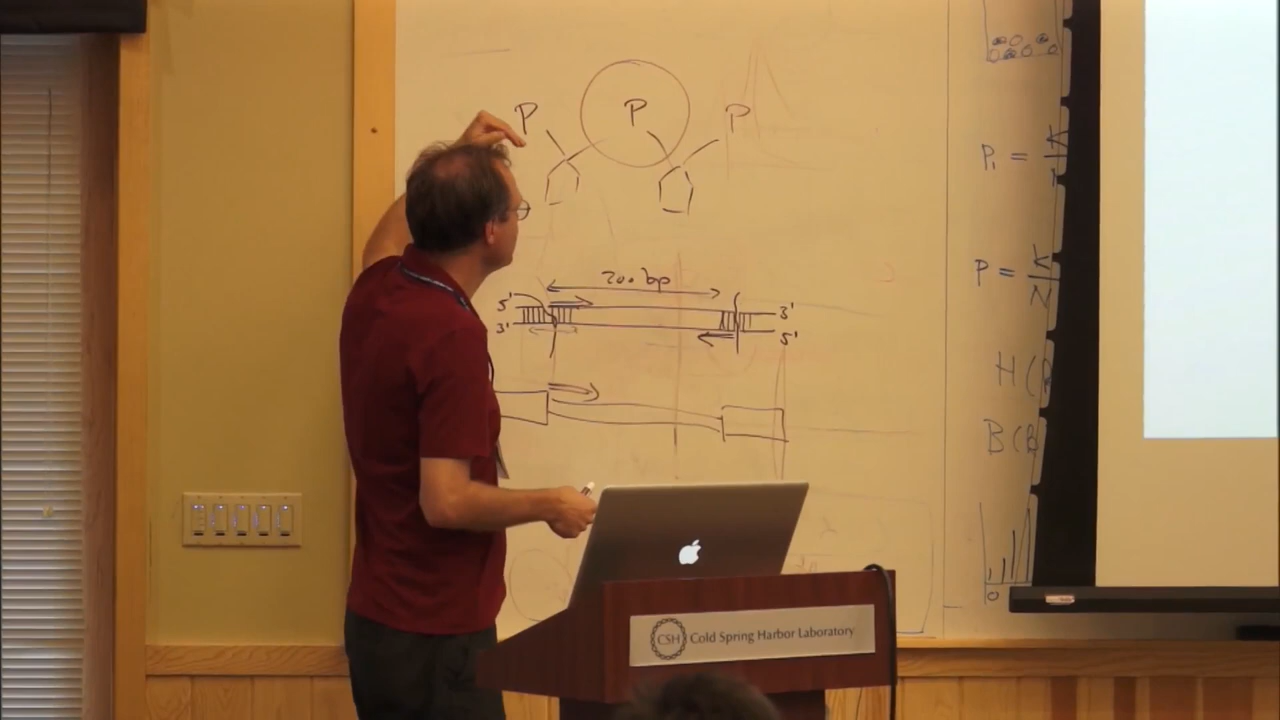 P P P
200 bp
5' 3'
3' 5'
P₁ = K
P = K/N
H(
B(B
0
CSH Cold Spring Harbor Laboratory